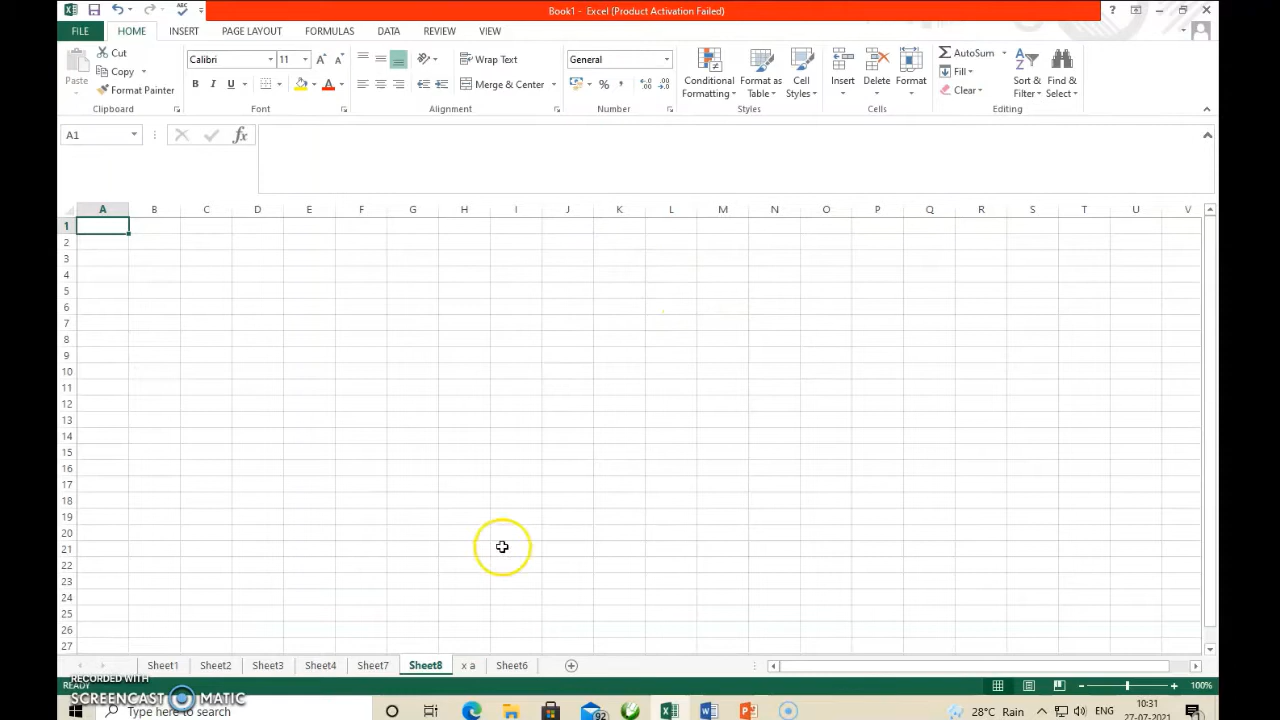 Book1 - Excel (Product Activation Failed)
FILE HOME INSERT PAGE LAYOUT FORMULAS DATA REVIEW VIEW
Cut
Copy
Format Painter
Paste
Clipboard
Calibri 11
B I U A
Font
Wrap Text
Merge & Center
Alignment
General
% ,
Number
Conditional Formatting
Format as Table
Cell Styles
Styles
Insert Delete Format
Cells
AutoSum
Fill
Clear
Sort & Filter
Find & Select
Editing
A1 fx
A B C D E F G H I J K L M N O P Q R S T U V
1
2
3
4
5
6
7
8
9
10
11
12
13
14
15
16
17
18
19
20
21
22
23
24
25
26
27
Sheet1 Sheet2 Sheet3 Sheet4 Sheet7 Sheet8 x a Sheet6
READY
100%
RECORDED WITH
SCREENCAST MATIC
Type here to search
92
28°C Rain
ENG
10:31
27-07-2021